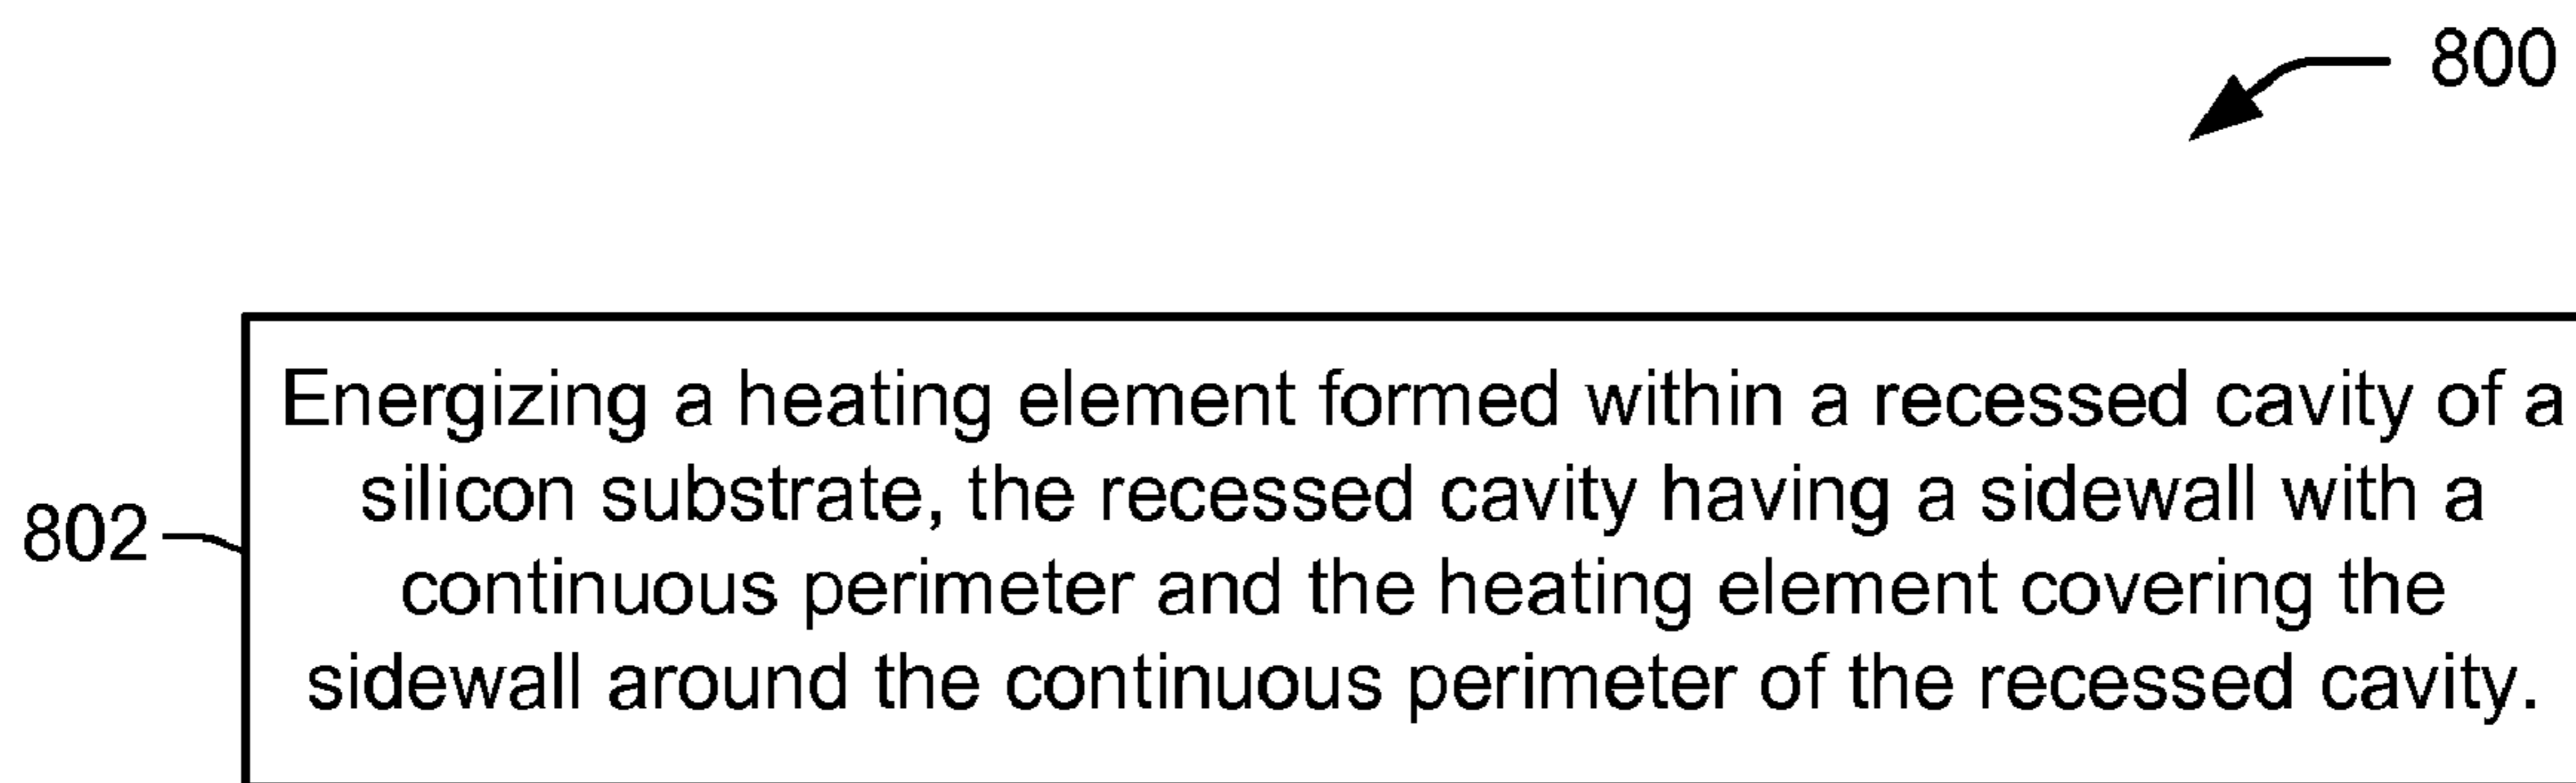 800
Energizing a heating element formed within a recessed cavity of a
silicon substrate, the recessed cavity having a sidewall with a
802
continuous perimeter and the heating element covering the
sidewall around the continuous perimeter of the recessed cavity.